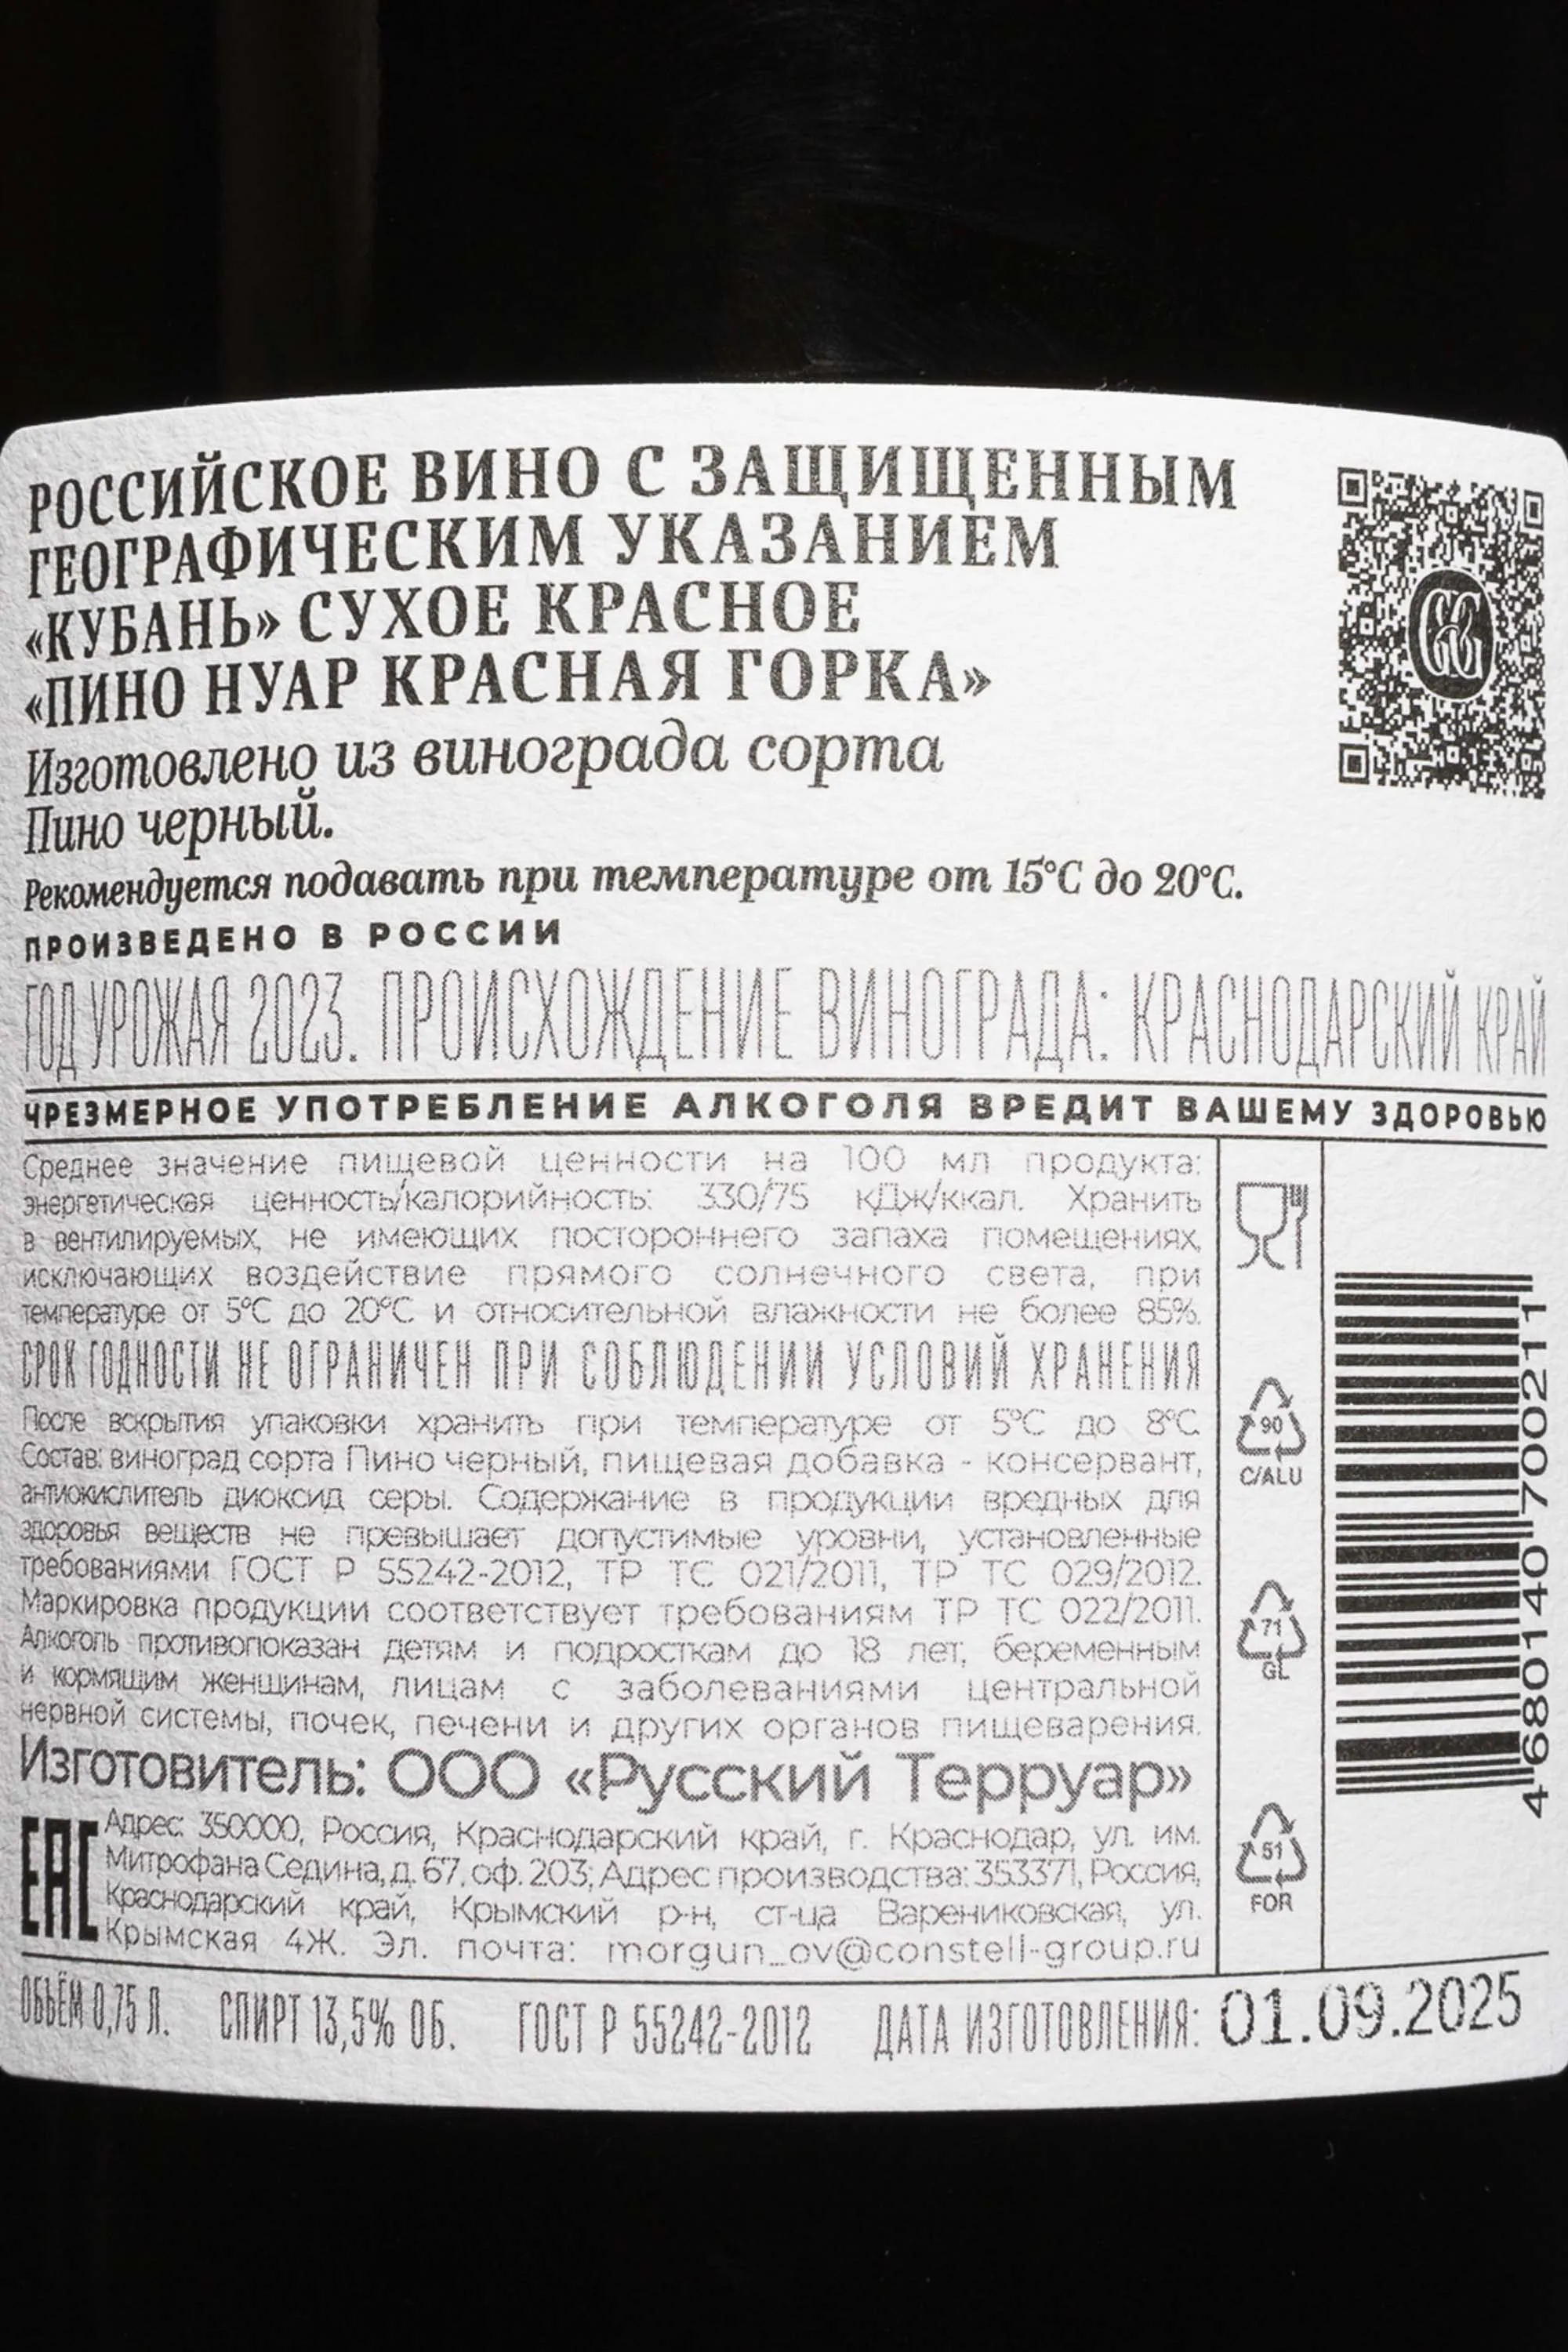 РОССИЙСКОЕ ВИНО С ЗАЩИЩЕННЫМ
ГЕОГРАФИЧЕСКИМ УКАЗАНИЕМ
«КУБАНЬ» СУХОЕ КРАСНОЕ
«ПИНО НУАР КРАСНАЯ ГОРКА»
Изготовлено из винограда сорта
Пино черный.
Рекомендуется подавать при температуре от 15°C до 20°C.
ПРОИЗВЕДЕНО В РОССИИ
ГОД УРОЖАЯ 2023. ПРОИСХОЖДЕНИЕ ВИНОГРАДА: КРАСНОДАРСКИЙ КРАЙ
ЧРЕЗМЕРНОЕ УПОТРЕБЛЕНИЕ АЛКОГОЛЯ ВРЕДИТ ВАШЕМУ ЗДОРОВЬЮ
Среднее значение пищевой ценности на 100 мл продукта:
энергетическая ценность/калорийность: 330/75 кДж/ккал. Хранить
в вентилируемых, не имеющих постороннего запаха помещениях,
исключающих воздействие прямого солнечного света, при
температуре от 5°C до 20°C и относительной влажности не более 85%.
СРОК ГОДНОСТИ НЕ ОГРАНИЧЕН ПРИ СОБЛЮДЕНИИ УСЛОВИЙ ХРАНЕНИЯ
После вскрытия упаковки хранить при температуре от 5°C до 8°C.
Состав: виноград сорта Пино черный, пищевая добавка - консервант,
антиокислитель диоксид серы. Содержание в продукции вредных для
здоровья веществ не превышает допустимые уровни, установленные
требованиями ГОСТ Р 55242-2012, ТР ТС 021/2011, ТР ТС 029/2012.
Маркировка продукции соответствует требованиям ТР ТС 022/2011.
Алкоголь противопоказан детям и подросткам до 18 лет, беременным
и кормящим женщинам, лицам с заболеваниями центральной
нервной системы, почек, печени и других органов пищеварения.
Изготовитель: ООО «Русский Терруар»
EAC
Адрес: 350000, Россия, Краснодарский край, г. Краснодар, ул. им.
Митрофана Седина, д. 67, оф. 203; Адрес производства: 353371, Россия,
Краснодарский край, Крымский р-н, ст-ца Варениковская, ул.
Крымская 4Ж. Эл. почта: morgun_ov@constell-group.ru
90
C/ALU
71
GL
51
FOR
4 680140 700211
ОБЪЁМ 0,75 Л. СПИРТ 13,5% ОБ. ГОСТ Р 55242-2012 ДАТА ИЗГОТОВЛЕНИЯ: 01.09.2025